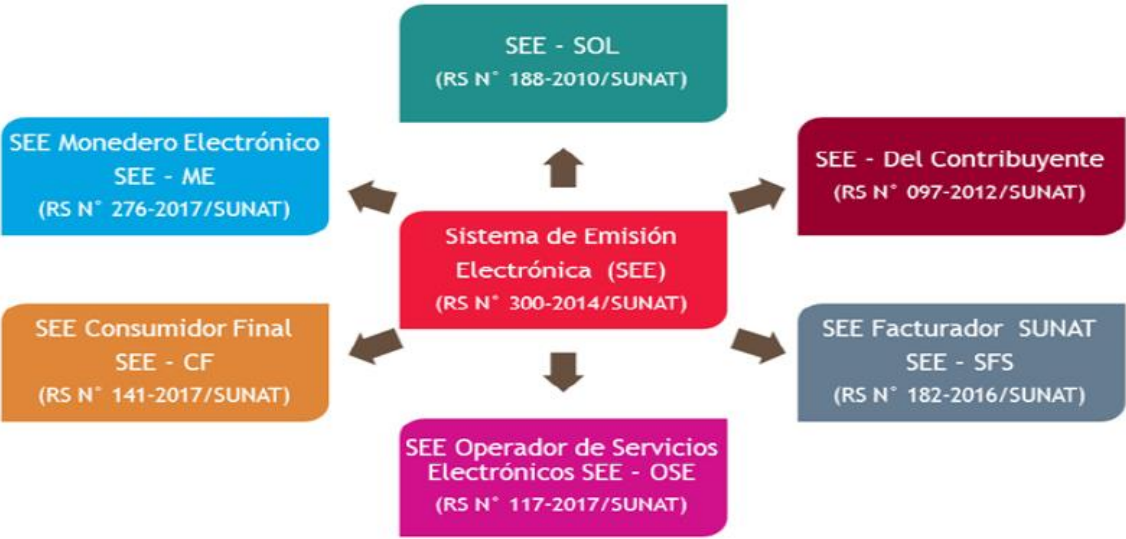 SEE - SOL
(RS N° 188-2010/SUNAT)
SEE Monedero Electrónico
SEE - ME
(RS N° 276-2017/SUNAT)
SEE - Del Contribuyente
(RS N° 097-2012/SUNAT)
Sistema de Emisión
Electrónica (SEE)
(RS N° 300-2014/SUNAT)
SEE Consumidor Final
SEE - CF
(RS N° 141-2017/SUNAT)
SEE Facturador SUNAT
SEE - SFS
(RS N° 182-2016/SUNAT)
SEE Operador de Servicios
Electrónicos SEE - OSE
(RS N° 117-2017/SUNAT)